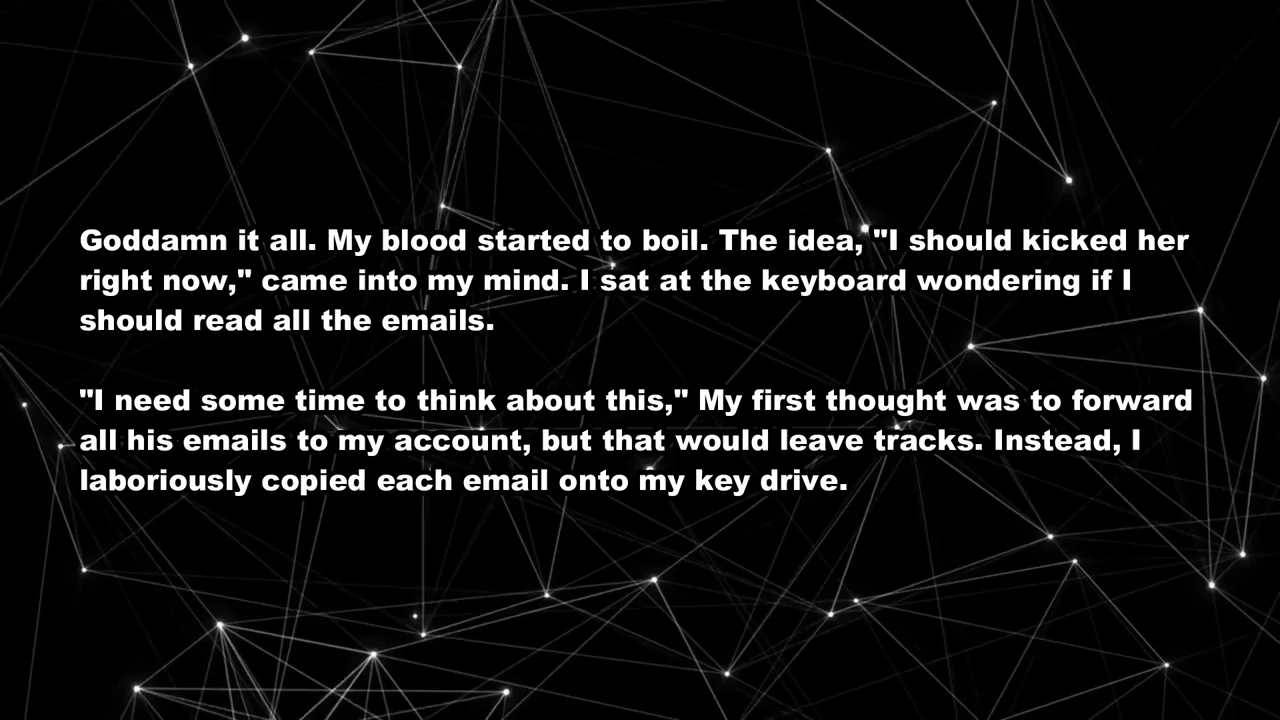 Goddamn it all. My blood started to boil. The idea, "I should kicked her
right now," came into my mind. I sat at the keyboard wondering if I
should read all the emails.
"I need some time to think about this," My first thought was to forward
all his emails to my account, but that would leave tracks. Instead, I
laboriously copied each email onto my key drive.